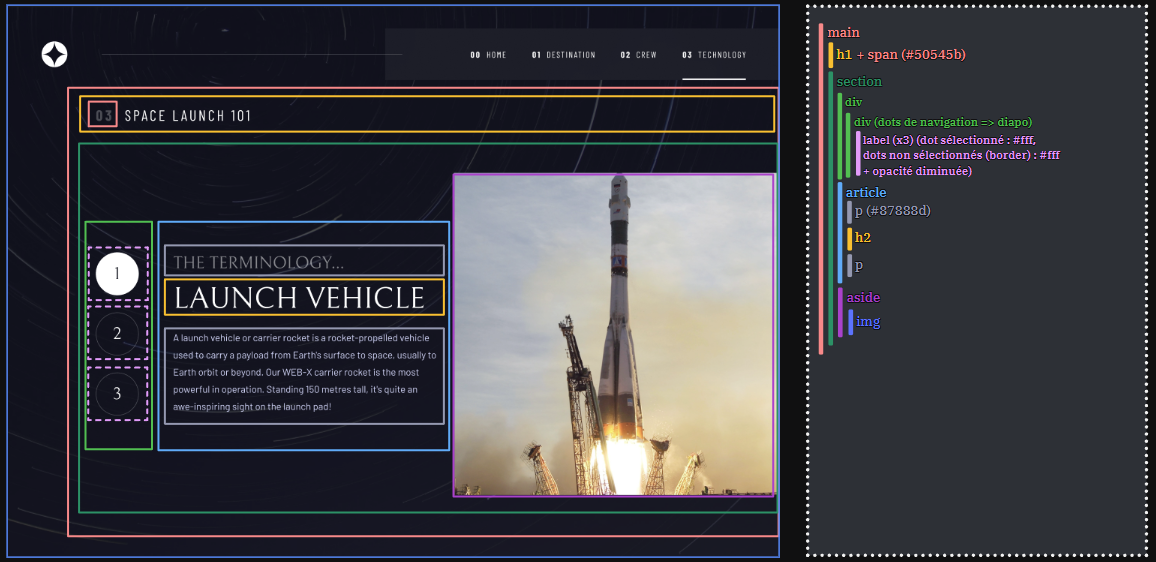 00 HOME 01 DESTINATION 02 CREW 03 TECHNOLOGY
03 SPACE LAUNCH 101
1
2
3
THE TERMINOLOGY...
LAUNCH VEHICLE
A launch vehicle or carrier rocket is a rocket-propelled vehicle
used to carry a payload from Earth's surface to space, usually to
Earth orbit or beyond. Our WEB-X carrier rocket is the most
powerful in operation. Standing 150 metres tall, it's quite an
awe-inspiring sight on the launch pad!
main
h1 + span (#50545b)
section
div
div (dots de navigation => diapo)
label (x3) (dot sélectionné : #fff,
dots non sélectionnés (border) : #fff
+ opacité diminuée)
article
p (#87888d)
h2
p
aside
img